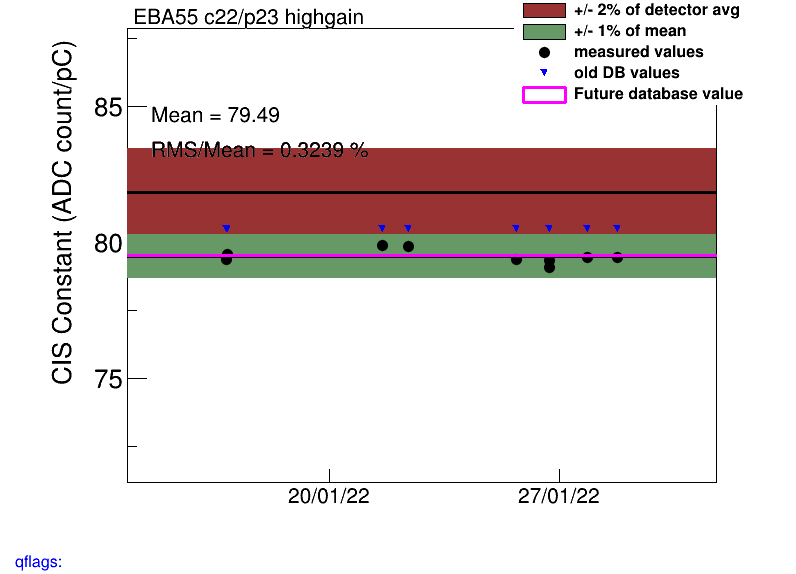 EBA55 c22/p23 highgain
+/- 2% of detector avg
+/- 1% of mean
measured values
old DB values
Future database value
CIS Constant (ADC count/pC)
85
80
75
Mean = 79.49
RMS/Mean = 0.3239 %
20/01/22
27/01/22
qflags: